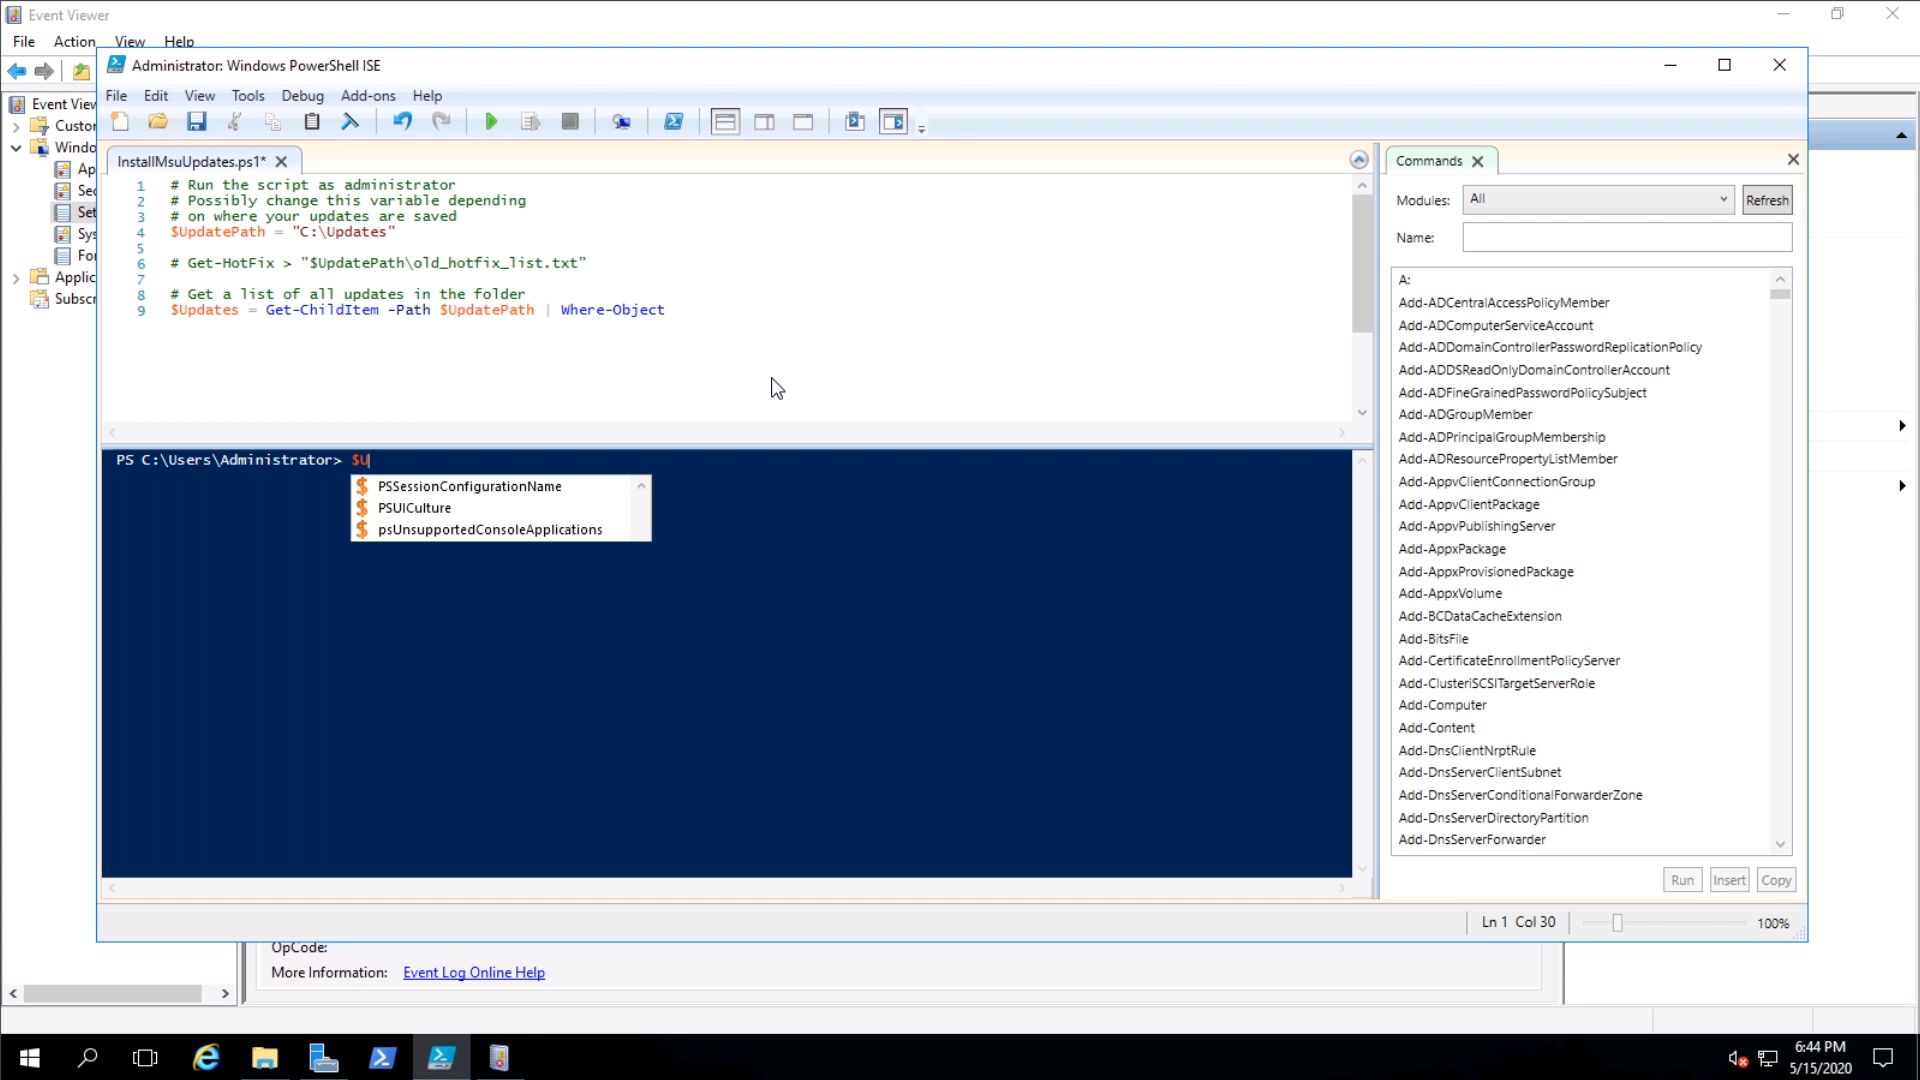 Event Viewer
File Action View Help
Administrator: Windows PowerShell ISE
File Edit View Tools Debug Add-ons Help
Event View
Custor
Windo
Ap
Sec
Set
Sys
Fo
Applic
Subscr
InstallMsuUpdates.ps1*
1 # Run the script as administrator
2 # Possibly change this variable depending
3 # on where your updates are saved
4 $UpdatePath = "C:\Updates"
5
6 # Get-HotFix > "$UpdatePath\old_hotfix_list.txt"
7
8 # Get a list of all updates in the folder
9 $Updates = Get-ChildItem -Path $UpdatePath | Where-Object
PS C:\Users\Administrator> $U
PSSessionConfigurationName
PSUICulture
psUnsupportedConsoleApplications
Commands
Modules: All Refresh
Name:
A:
Add-ADCentralAccessPolicyMember
Add-ADComputerServiceAccount
Add-ADDomainControllerPasswordReplicationPolicy
Add-ADDSReadOnlyDomainControllerAccount
Add-ADFineGrainedPasswordPolicySubject
Add-ADGroupMember
Add-ADPrincipalGroupMembership
Add-ADResourcePropertyListMember
Add-AppvClientConnectionGroup
Add-AppvClientPackage
Add-AppvPublishingServer
Add-AppxPackage
Add-AppxProvisionedPackage
Add-AppxVolume
Add-BCDataCacheExtension
Add-BitsFile
Add-CertificateEnrollmentPolicyServer
Add-ClusteriSCSITargetServerRole
Add-Computer
Add-Content
Add-DnsClientNrptRule
Add-DnsServerClientSubnet
Add-DnsServerConditionalForwarderZone
Add-DnsServerDirectoryPartition
Add-DnsServerForwarder
Run Insert Copy
Ln 1 Col 30 100%
OpCode:
More Information: Event Log Online Help
6:44 PM
5/15/2020